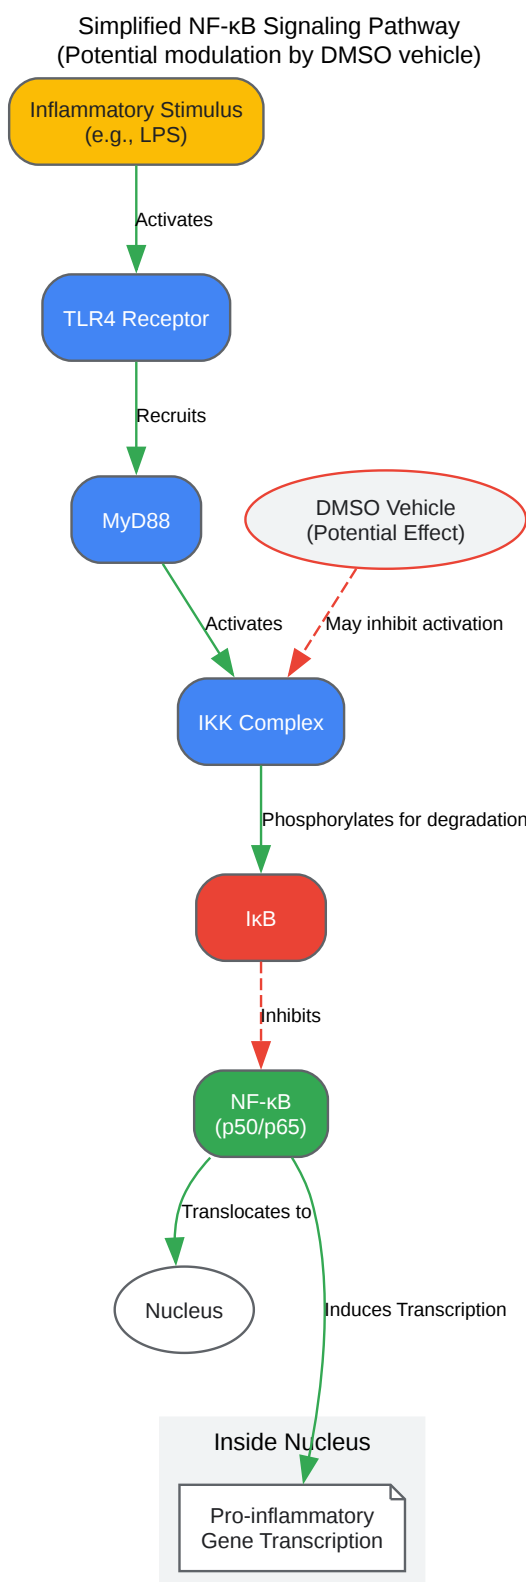 Simplified NF-κB Signaling Pathway
(Potential modulation by DMSO vehicle)
Inflammatory Stimulus
(e.g., LPS)
Activates
TLR4 Receptor
Recruits
MyD88
DMSO Vehicle
(Potential Effect)
Activates
May inhibit activation
IKK Complex
Phosphorylates for degradation
IκB
Inhibits
NF-κB
(p50/p65)
Translocates to
Nucleus
Induces Transcription
Inside Nucleus
Pro-inflammatory
Gene Transcription